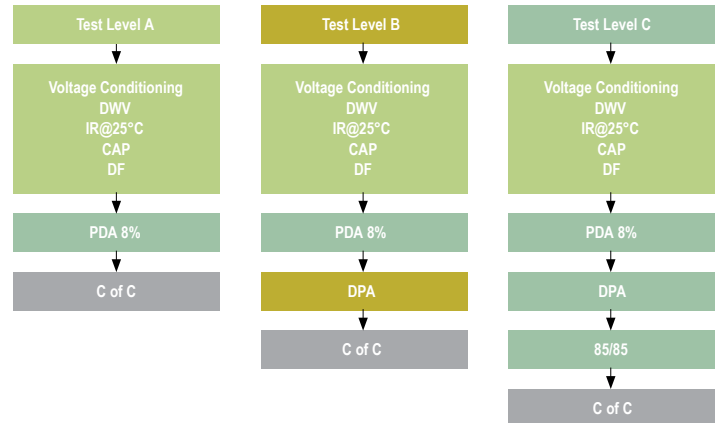 Test Level A
Voltage Conditioning
DWV
IR@25°C
CAP
DF
PDA 8%
C of C
Test Level B
Voltage Conditioning
DWV
IR@25°C
CAP
DF
PDA 8%
DPA
C of C
Test Level C
Voltage Conditioning
DWV
IR@25°C
CAP
DF
PDA 8%
DPA
85/85
C of C